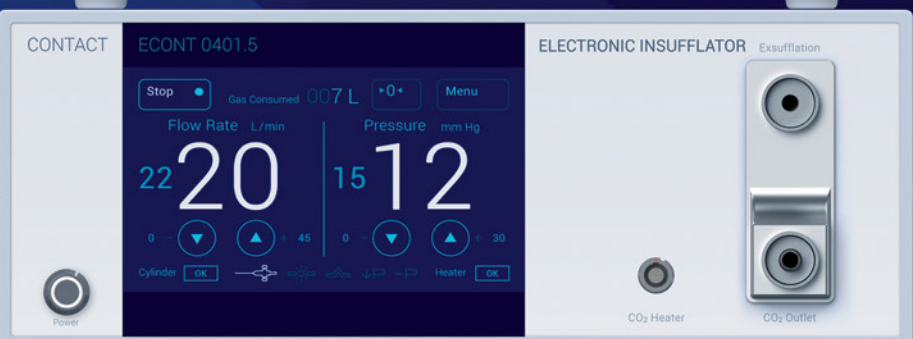 CONTACT
ECONT 0401.5
ELECTRONIC INSUFFLATOR
Exsufflation
Stop
Gas Consumed 007 L
▸0◂
Menu
Flow Rate L/min
Pressure mm Hg
22 20
15 12
0 - ▼ ▲ + 45
0 - ▼ ▲ + 30
Cylinder OK
Heater OK
Power
CO₂ Heater
CO₂ Outlet